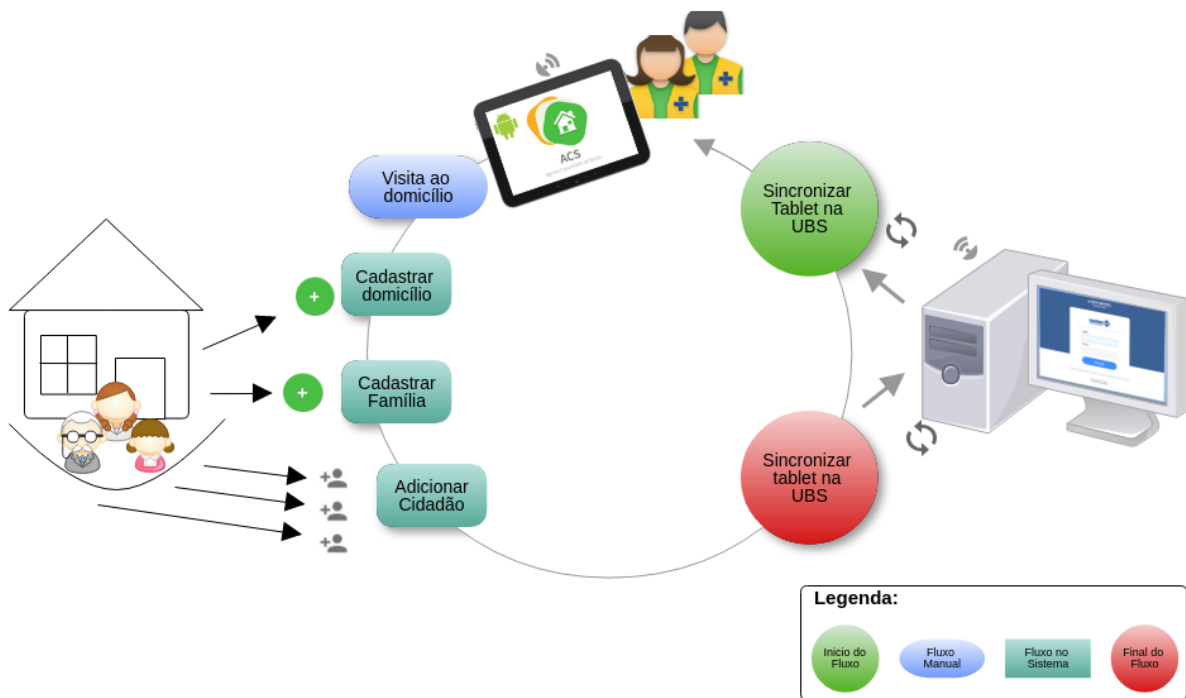 ACS
Visita ao
domicílio
Cadastrar
domicílio
+
Cadastrar
Família
+
Adicionar
Cidadão
Sincronizar
Tablet na
UBS
Sincronizar
tablet na
UBS
Legenda:
Inicio do
Fluxo
Fluxo
Manual
Fluxo no
Sistema
Final do
Fluxo